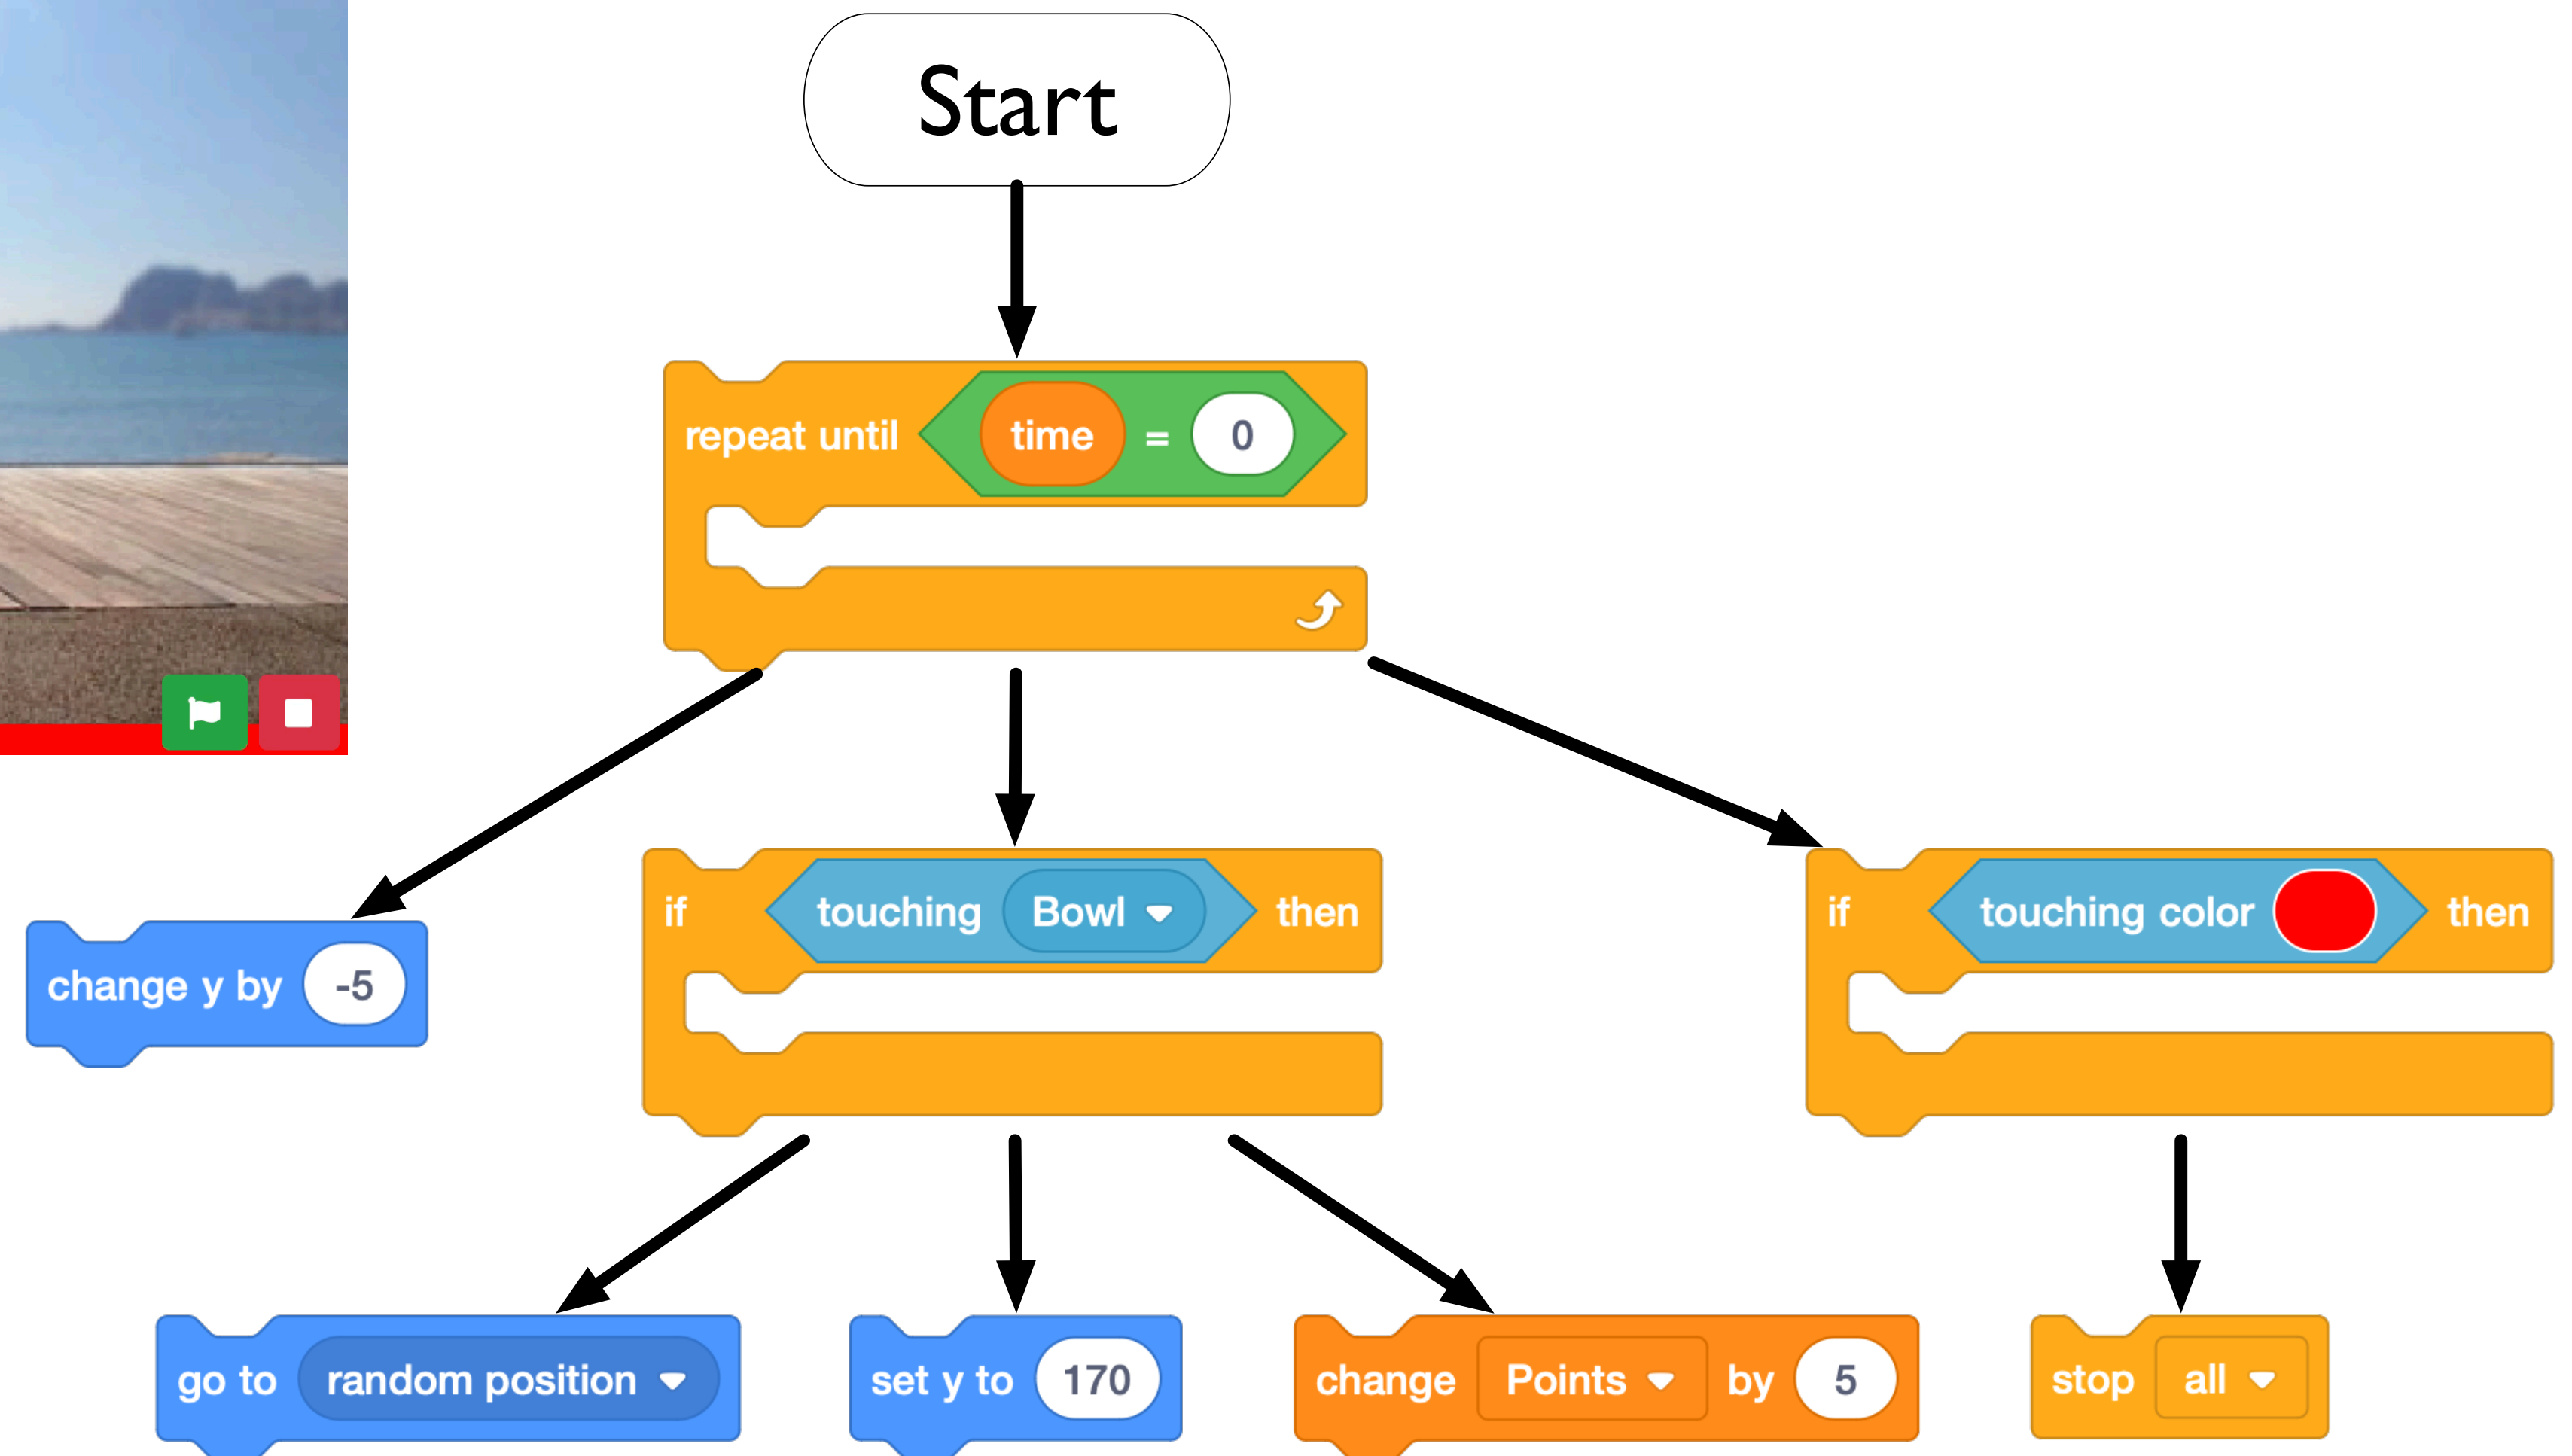 Start
repeat until time = 0
if touching Bowl then
if touching color then
change y by -5
go to random position
set y to 170
change Points by 5
stop all